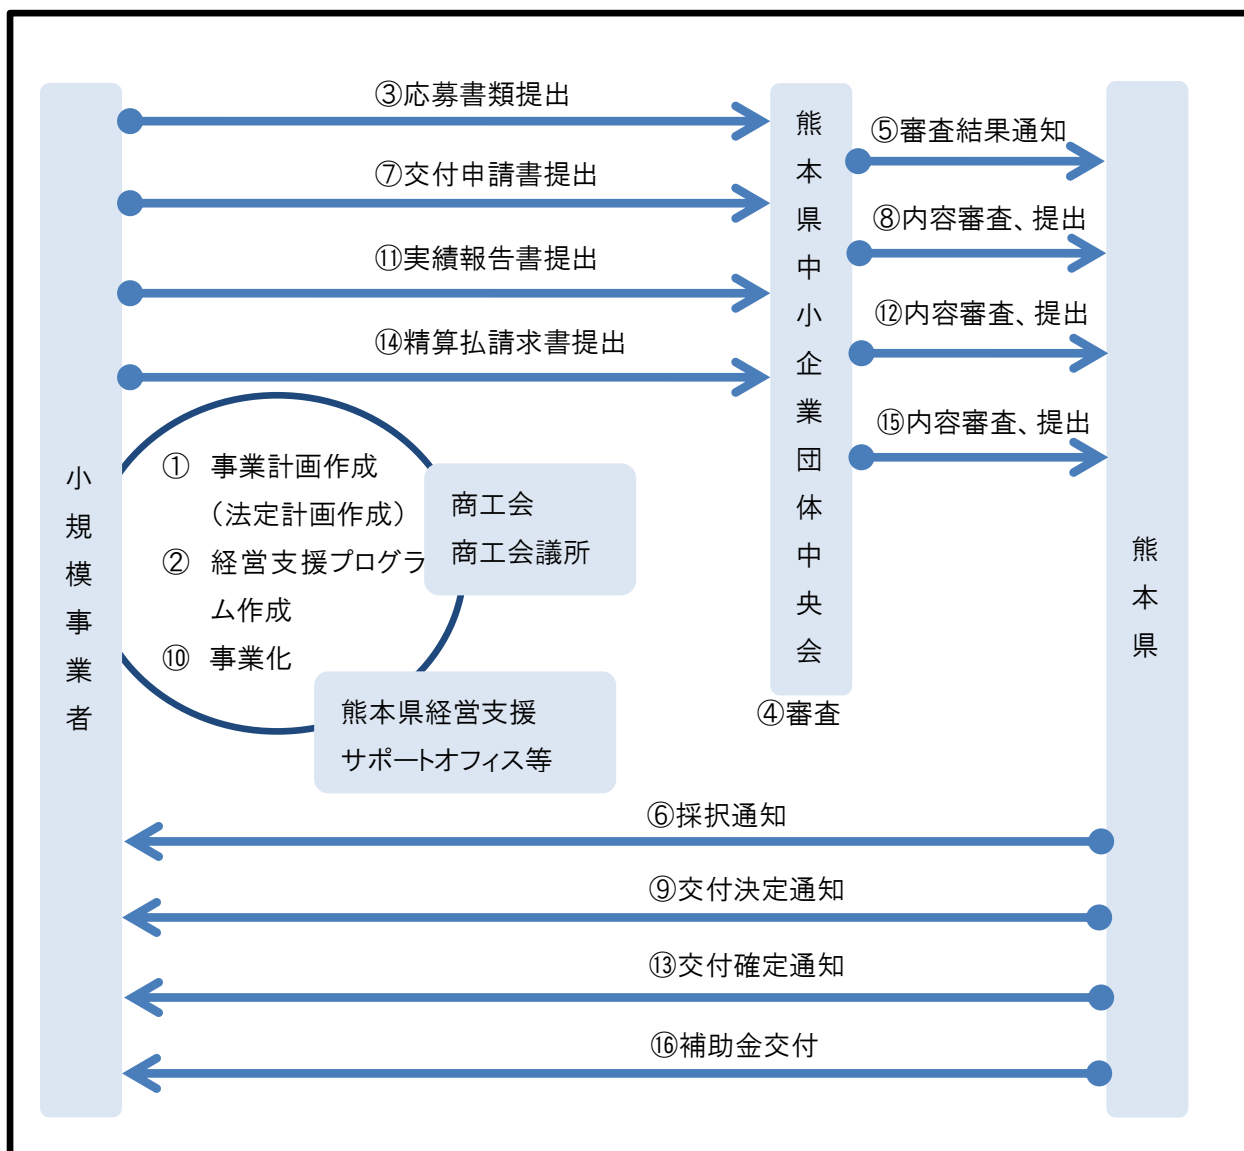 ③応募書類提出
⑦交付申請書提出
⑪実績報告書提出
⑭精算払請求書提出
熊本県中小企業団体中央会
⑤審査結果通知
⑧内容審査、提出
⑫内容審査、提出
⑮内容審査、提出
小規模事業者
① 事業計画作成
（法定計画作成）
② 経営支援プログラ
ム作成
⑩ 事業化
商工会
商工会議所
熊本県経営支援
サポートオフィス等
④審査
熊本県
⑥採択通知
⑨交付決定通知
⑬交付確定通知
⑯補助金交付